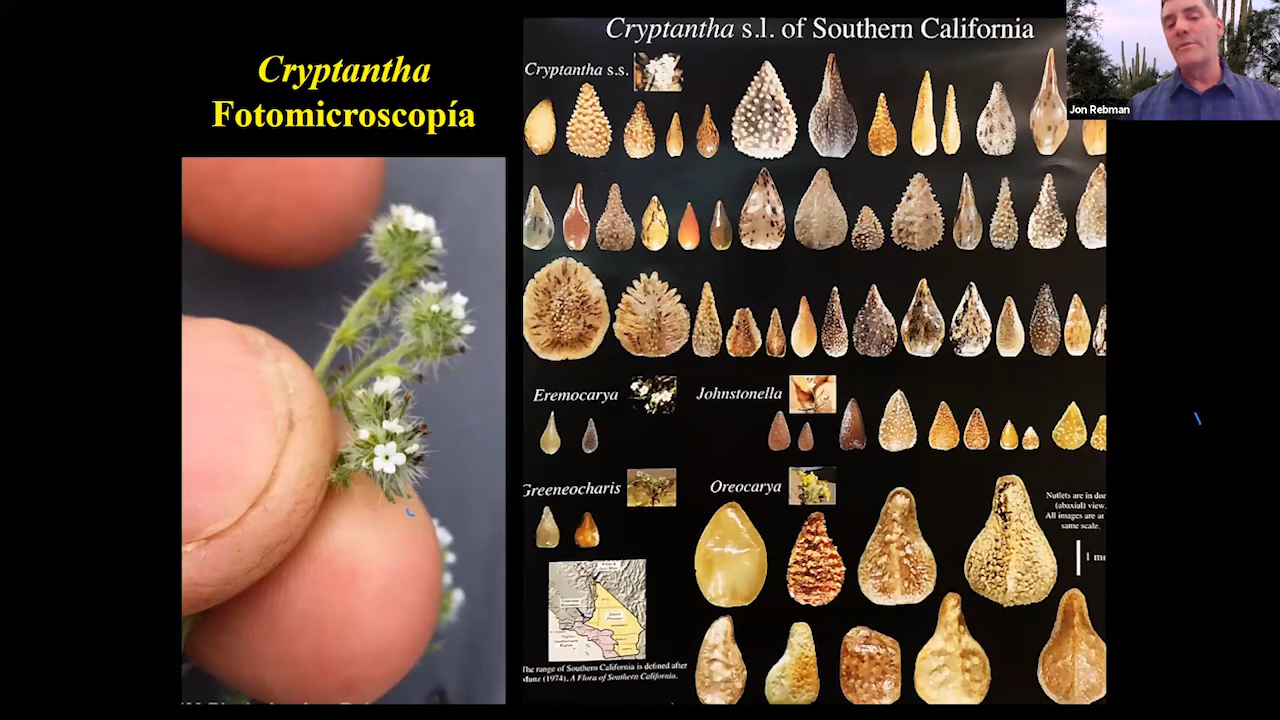 Cryptantha
Fotomicroscopía
Cryptantha s.l. of Southern California
Cryptantha s.s.
Jon Rebman
Eremocarya
Johnstonella
Greeneocharis
Oreocarya
Nutlets are in dor
(abaxial) view.
All images are at
same scale.
1 mm
The range of Southern California is defined after
Munz (1974), A Flora of Southern California.